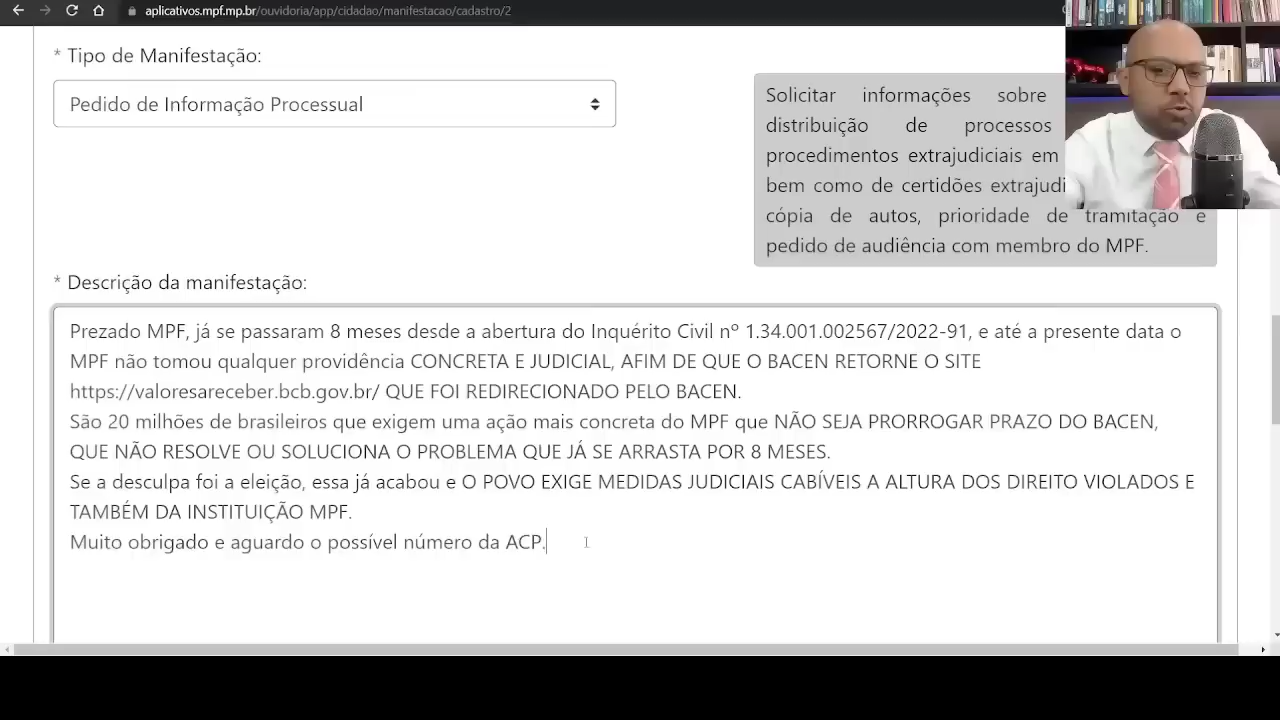 aplicativos.mpf.mp.br/ouvidoria/app/cidadao/manifestacao/cadastro/2
* Tipo de Manifestação:
Pedido de Informação Processual
Solicitar informações sobre
distribuição de processos
procedimentos extrajudiciais em
bem como de certidões extrajudi
cópia de autos, prioridade de tramitação e
pedido de audiência com membro do MPF.
* Descrição da manifestação:
Prezado MPF, já se passaram 8 meses desde a abertura do Inquérito Civil nº 1.34.001.002567/2022-91, e até a presente data o
MPF não tomou qualquer providência CONCRETA E JUDICIAL, AFIM DE QUE O BACEN RETORNE O SITE
https://valoresareceber.bcb.gov.br/ QUE FOI REDIRECIONADO PELO BACEN.
São 20 milhões de brasileiros que exigem uma ação mais concreta do MPF que NÃO SEJA PRORROGAR PRAZO DO BACEN,
QUE NÃO RESOLVE OU SOLUCIONA O PROBLEMA QUE JÁ SE ARRASTA POR 8 MESES.
Se a desculpa foi a eleição, essa já acabou e O POVO EXIGE MEDIDAS JUDICIAIS CABÍVEIS A ALTURA DOS DIREITO VIOLADOS E
TAMBÉM DA INSTITUIÇÃO MPF.
Muito obrigado e aguardo o possível número da ACP.